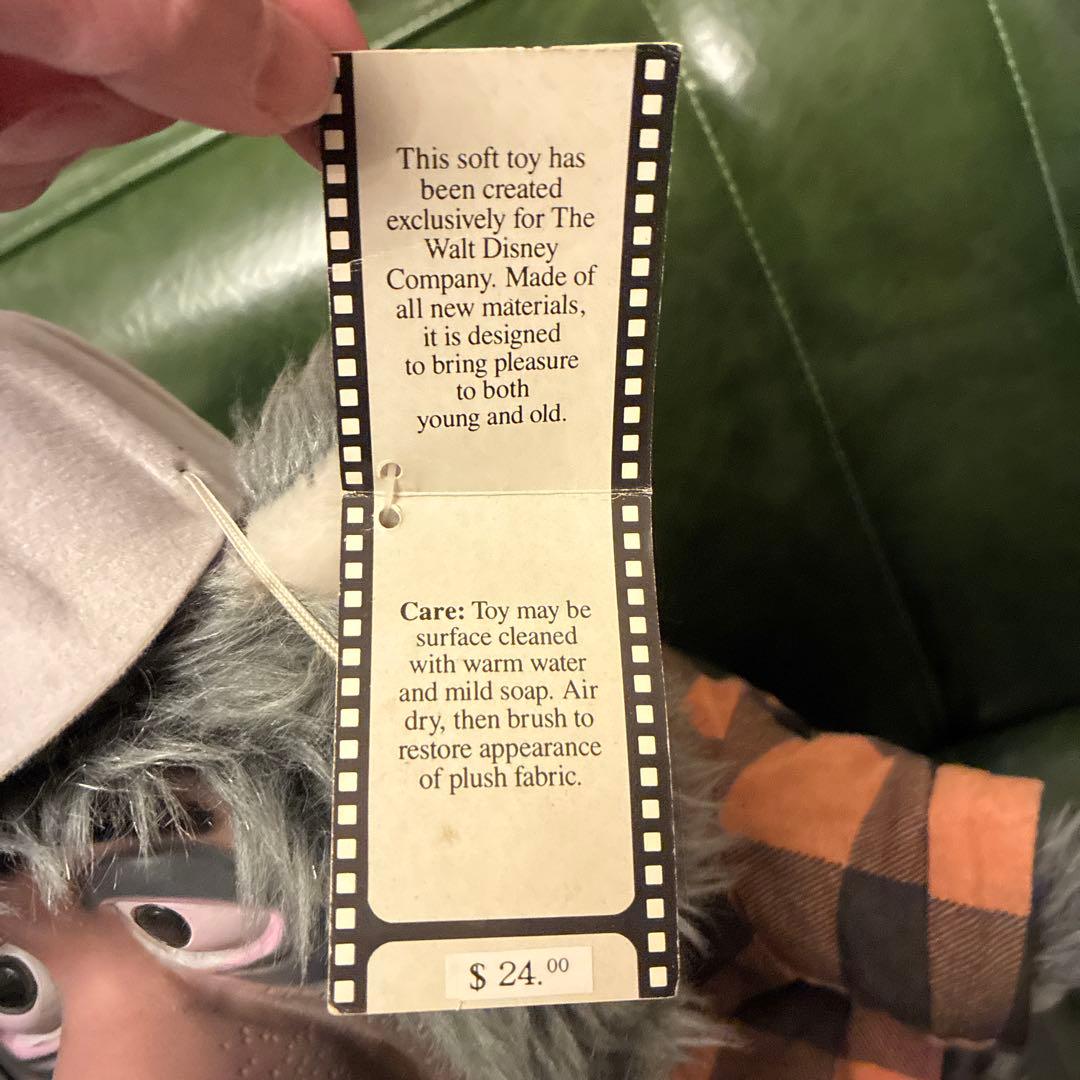 This soft toy has
been created
exclusively for The
Walt Disney
Company. Made of
all new materials,
it is designed
to bring pleasure
to both
young and old.
Care: Toy may be
surface cleaned
with warm water
and mild soap. Air
dry, then brush to
restore appearance
of plush fabric.
$ 24.00